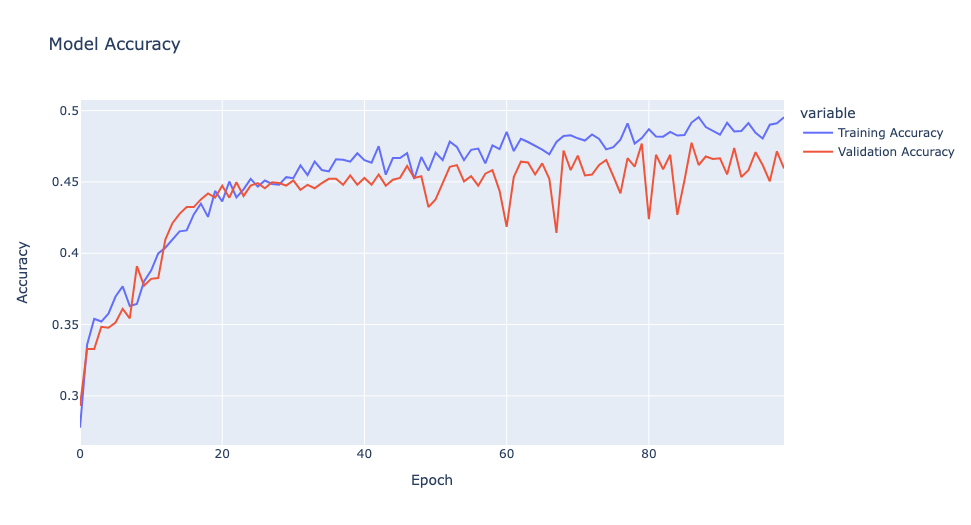 Model Accuracy
variable
Training Accuracy
Validation Accuracy
Accuracy
0.5
0.45
0.4
0.35
0.3
0
20
40
60
80
Epoch